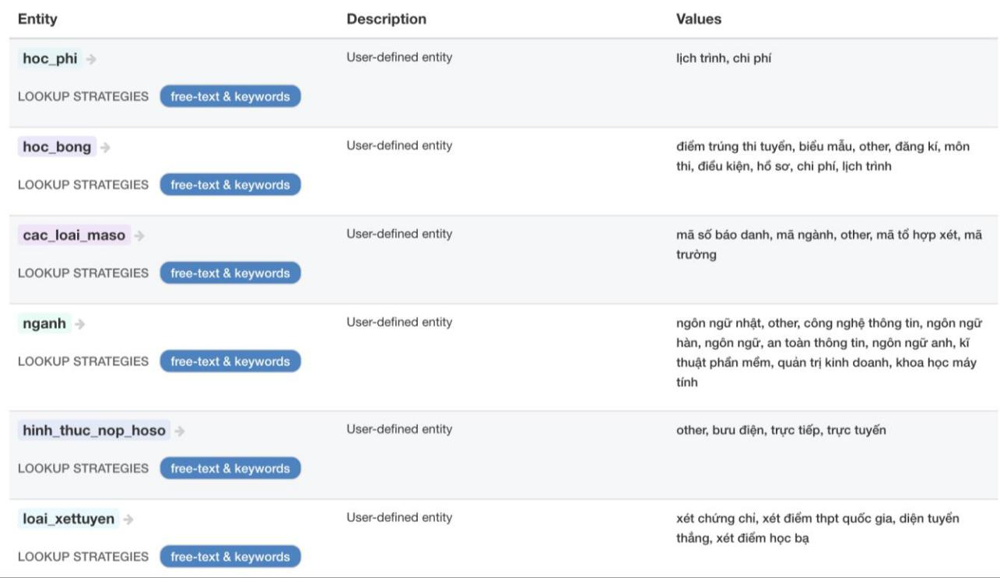 Entity Description Values
hoc_phi → User-defined entity lịch trình, chi phí
LOOKUP STRATEGIES free-text & keywords
hoc_bong → User-defined entity điểm trúng thi tuyển, biểu mẫu, other, đăng kí, môn
thi, điều kiện, hồ sơ, chi phí, lịch trình
LOOKUP STRATEGIES free-text & keywords
cac_loai_maso → User-defined entity mã số báo danh, mã ngành, other, mã tổ hợp xét, mã
trường
LOOKUP STRATEGIES free-text & keywords
nganh → User-defined entity ngôn ngữ nhật, other, công nghệ thông tin, ngôn ngữ
hàn, ngôn ngữ, an toàn thông tin, ngôn ngữ anh, kĩ
LOOKUP STRATEGIES free-text & keywords thuật phần mềm, quản trị kinh doanh, khoa học máy
tính
hinh_thuc_nop_hoso → User-defined entity other, bưu điện, trực tiếp, trực tuyến
LOOKUP STRATEGIES free-text & keywords
loai_xettuyen → User-defined entity xét chứng chỉ, xét điểm thpt quốc gia, diện tuyển
thẳng, xét điểm học bạ
LOOKUP STRATEGIES free-text & keywords